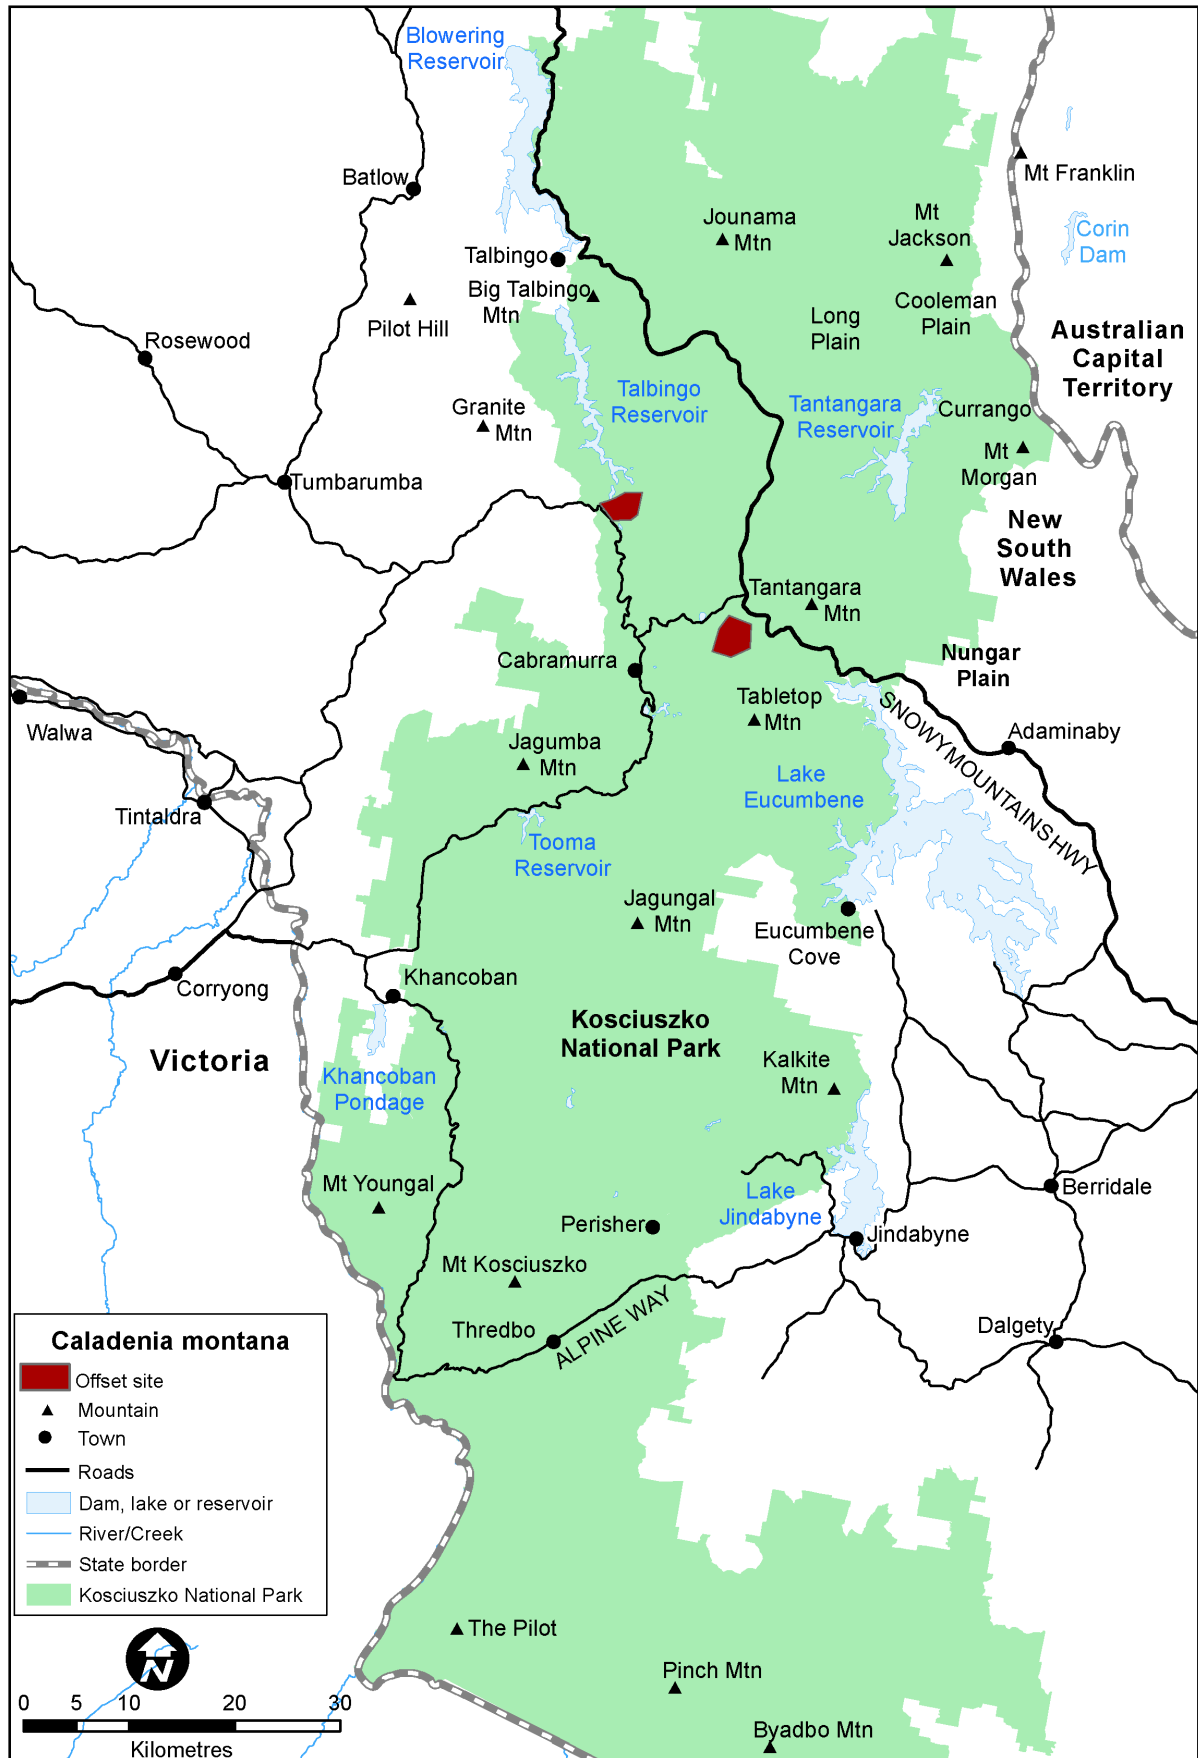 Blowering
Reservoir
Batlow
Mt Franklin
Jounama
Mtn
Mt
Jackson
Corin
Dam
Talbingo
Big Talbingo
Mtn
Pilot Hill
Cooleman
Plain
Long
Plain
Rosewood
Australian
Capital
Territory
Talbingo
Reservoir
Tantangara
Reservoir
Currango
Granite
Mtn
Mt
Morgan
Tumbarumba
New
South
Wales
Tantangara
Mtn
Nungar
Plain
Cabramurra
Tabletop
Mtn
SNOWY MOUNTAINS HWY
Walwa
Adaminaby
Jagumba
Mtn
Lake
Eucumbene
Tintaldra
Tooma
Reservoir
Jagungal
Mtn
Eucumbene
Cove
Khancoban
Corryong
Kosciuszko
National Park
Victoria
Kalkite
Mtn
Khancoban
Pondage
Mt Youngal
Lake
Jindabyne
Berridale
Perisher
Jindabyne
Mt Kosciuszko
Thredbo
ALPINE WAY
Dalgety
Caladenia montana
Offset site
Mountain
Town
Roads
Dam, lake or reservoir
River/Creek
State border
Kosciuszko National Park
The Pilot
Pinch Mtn
Byadbo Mtn
N
0 5 10 20 30
Kilometres